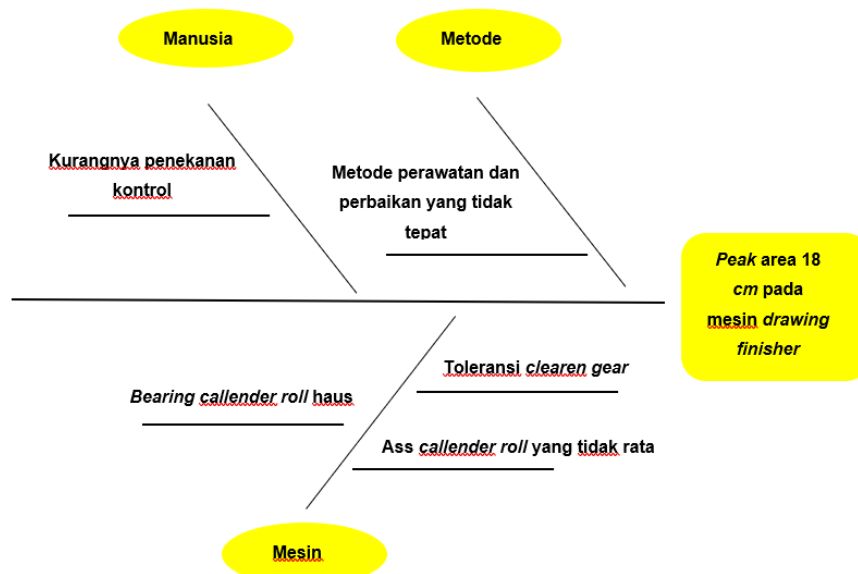 Manusia
Metode
Kurangnya penekanan
kontrol
Metode perawatan dan
perbaikan yang tidak
tepat
Peak area 18
cm pada
mesin drawing
finisher
Bearing callender roll haus
Toleransi clearen gear
Ass callender roll yang tidak rata
Mesin